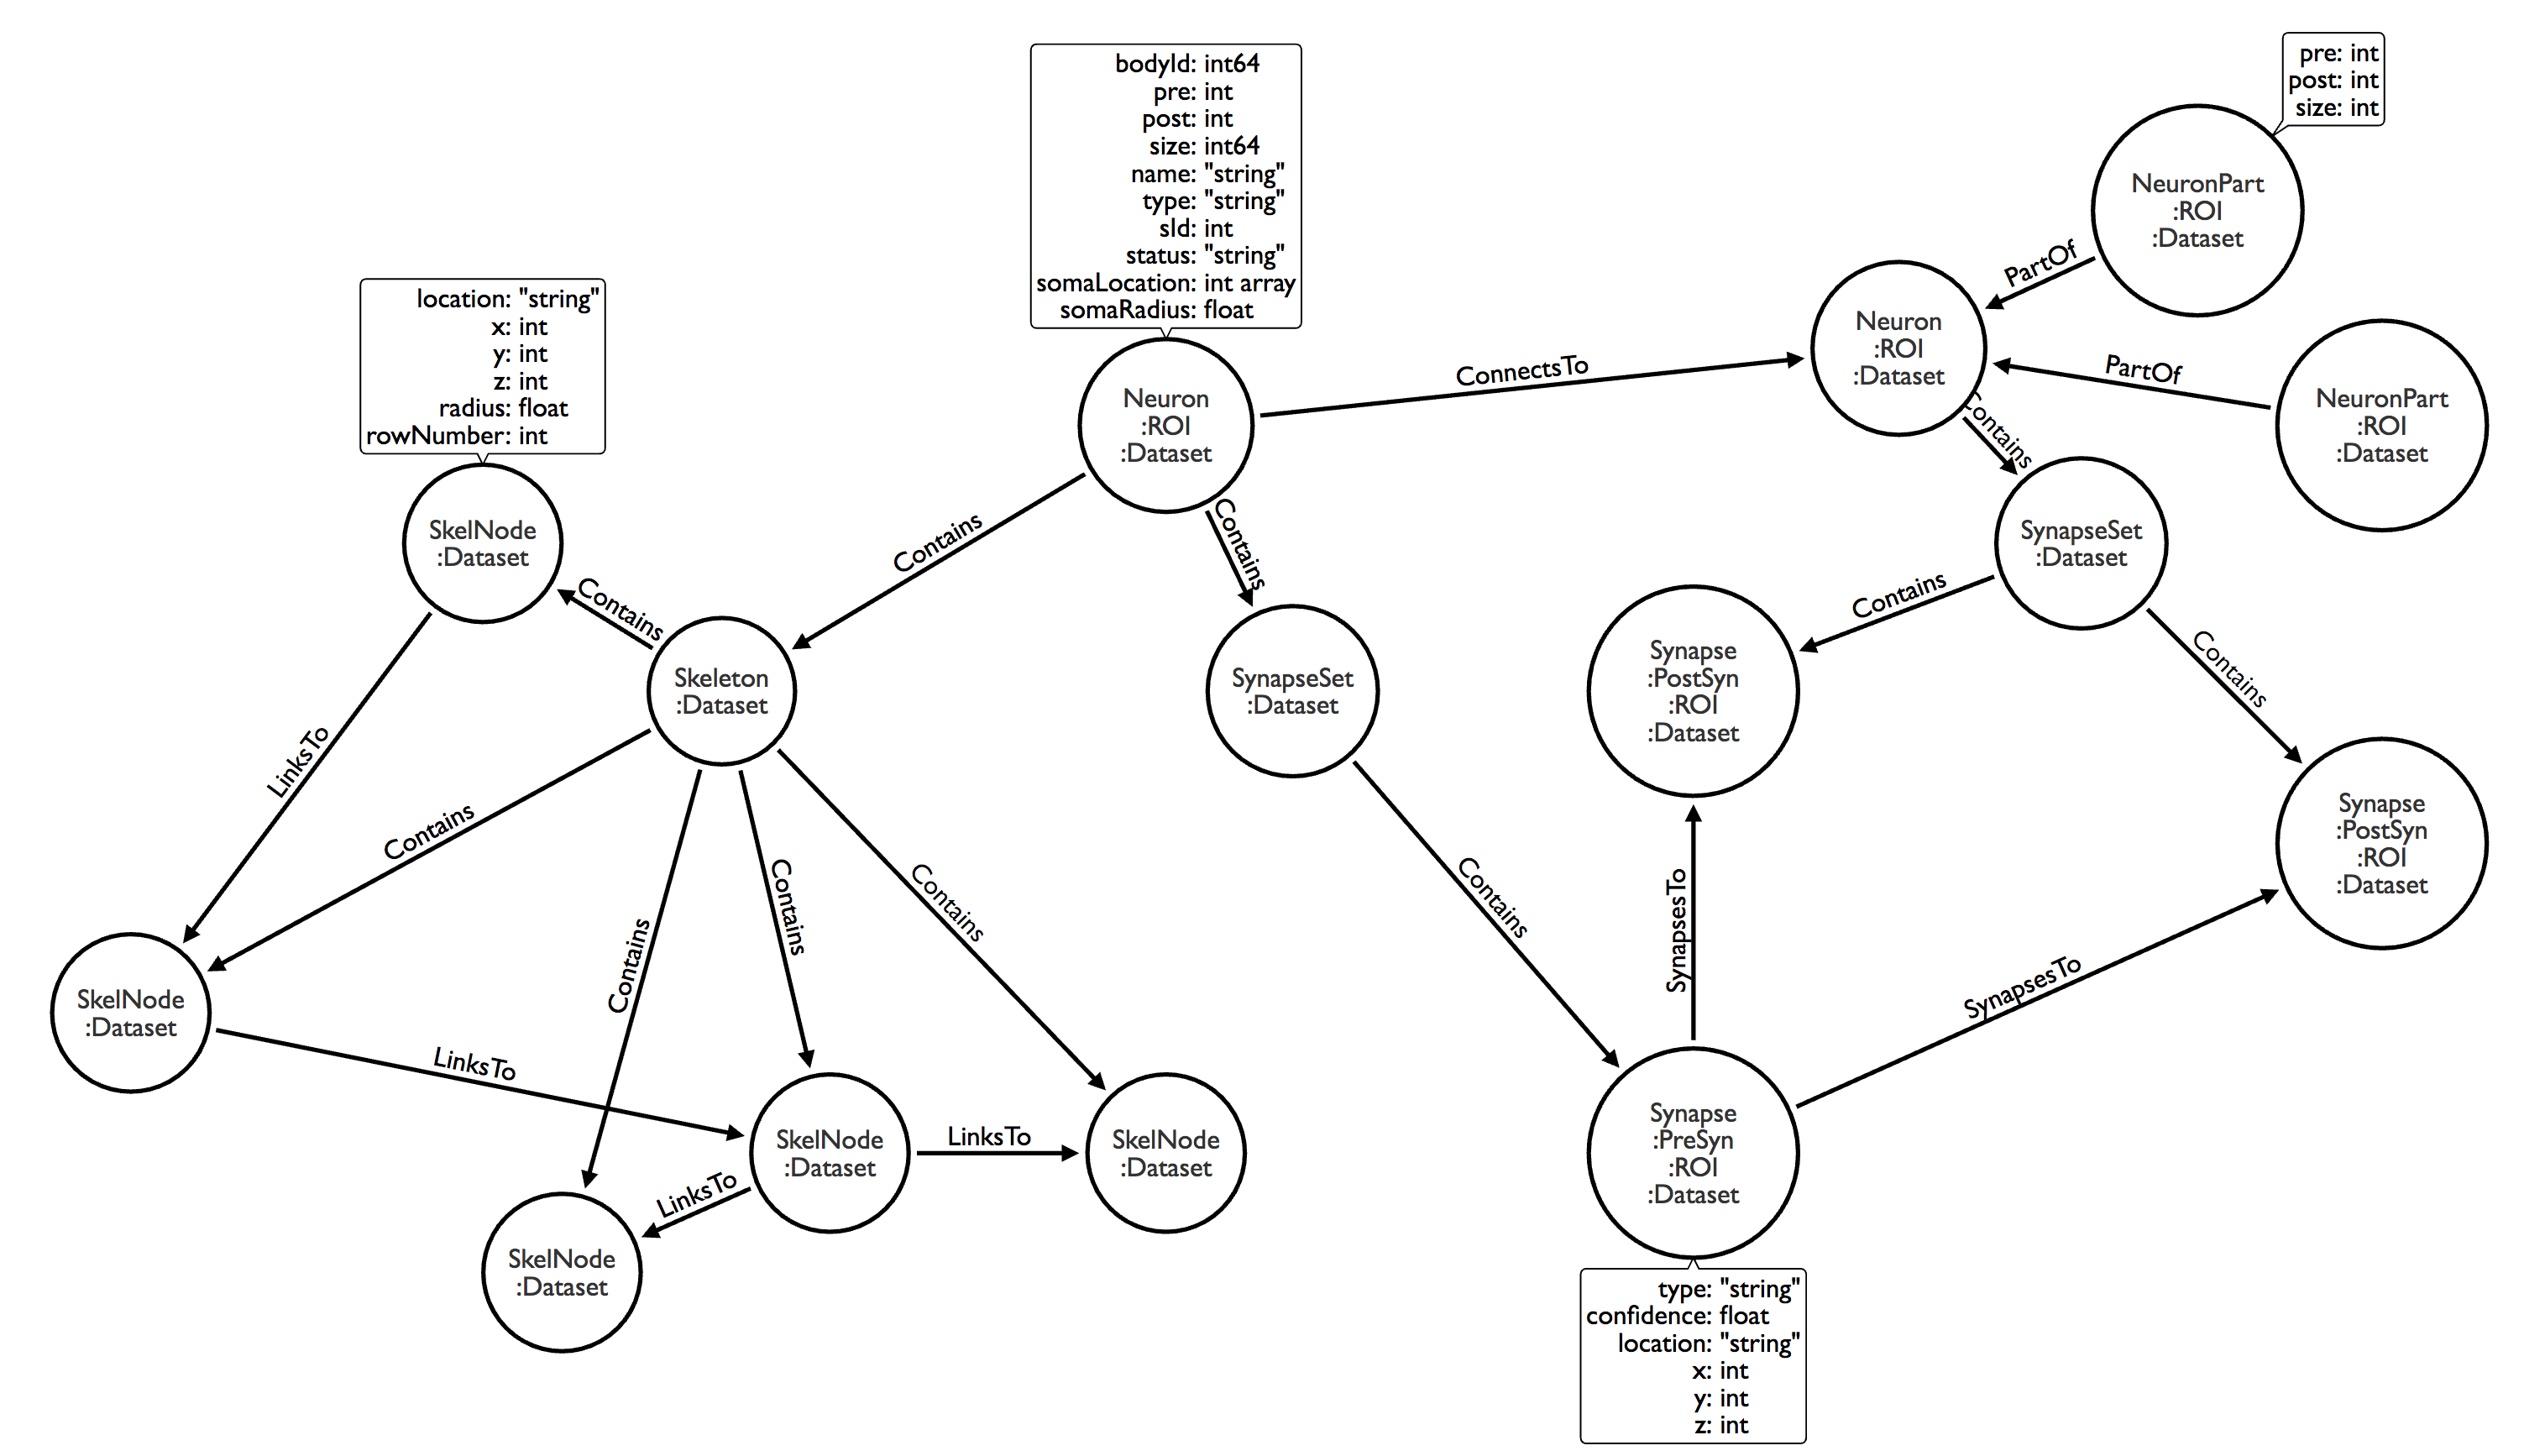 bodyId: int64
pre: int
post: int
size: int64
name: "string"
type: "string"
sId: int
status: "string"
somaLocation: int array
somaRadius: float
pre: int
post: int
size: int
NeuronPart
:ROI
:Dataset
PartOf
location: "string"
x: int
y: int
z: int
radius: float
rowNumber: int
Neuron
:ROI
:Dataset
ConnectsTo
Neuron
:ROI
:Dataset
PartOf
NeuronPart
:ROI
:Dataset
Contains
SkelNode
:Dataset
Contains
Contains
Contains
SynapseSet
:Dataset
Contains
Contains
Skeleton
:Dataset
SynapseSet
:Dataset
Synapse
:PostSyn
:ROI
:Dataset
LinksTo
Contains
Contains
Contains
Contains
Contains
SynapsesTo
Synapse
:PostSyn
:ROI
:Dataset
SynapsesTo
SkelNode
:Dataset
LinksTo
SkelNode
:Dataset
LinksTo
SkelNode
:Dataset
LinksTo
SkelNode
:Dataset
Synapse
:PreSyn
:ROI
:Dataset
type: "string"
confidence: float
location: "string"
x: int
y: int
z: int